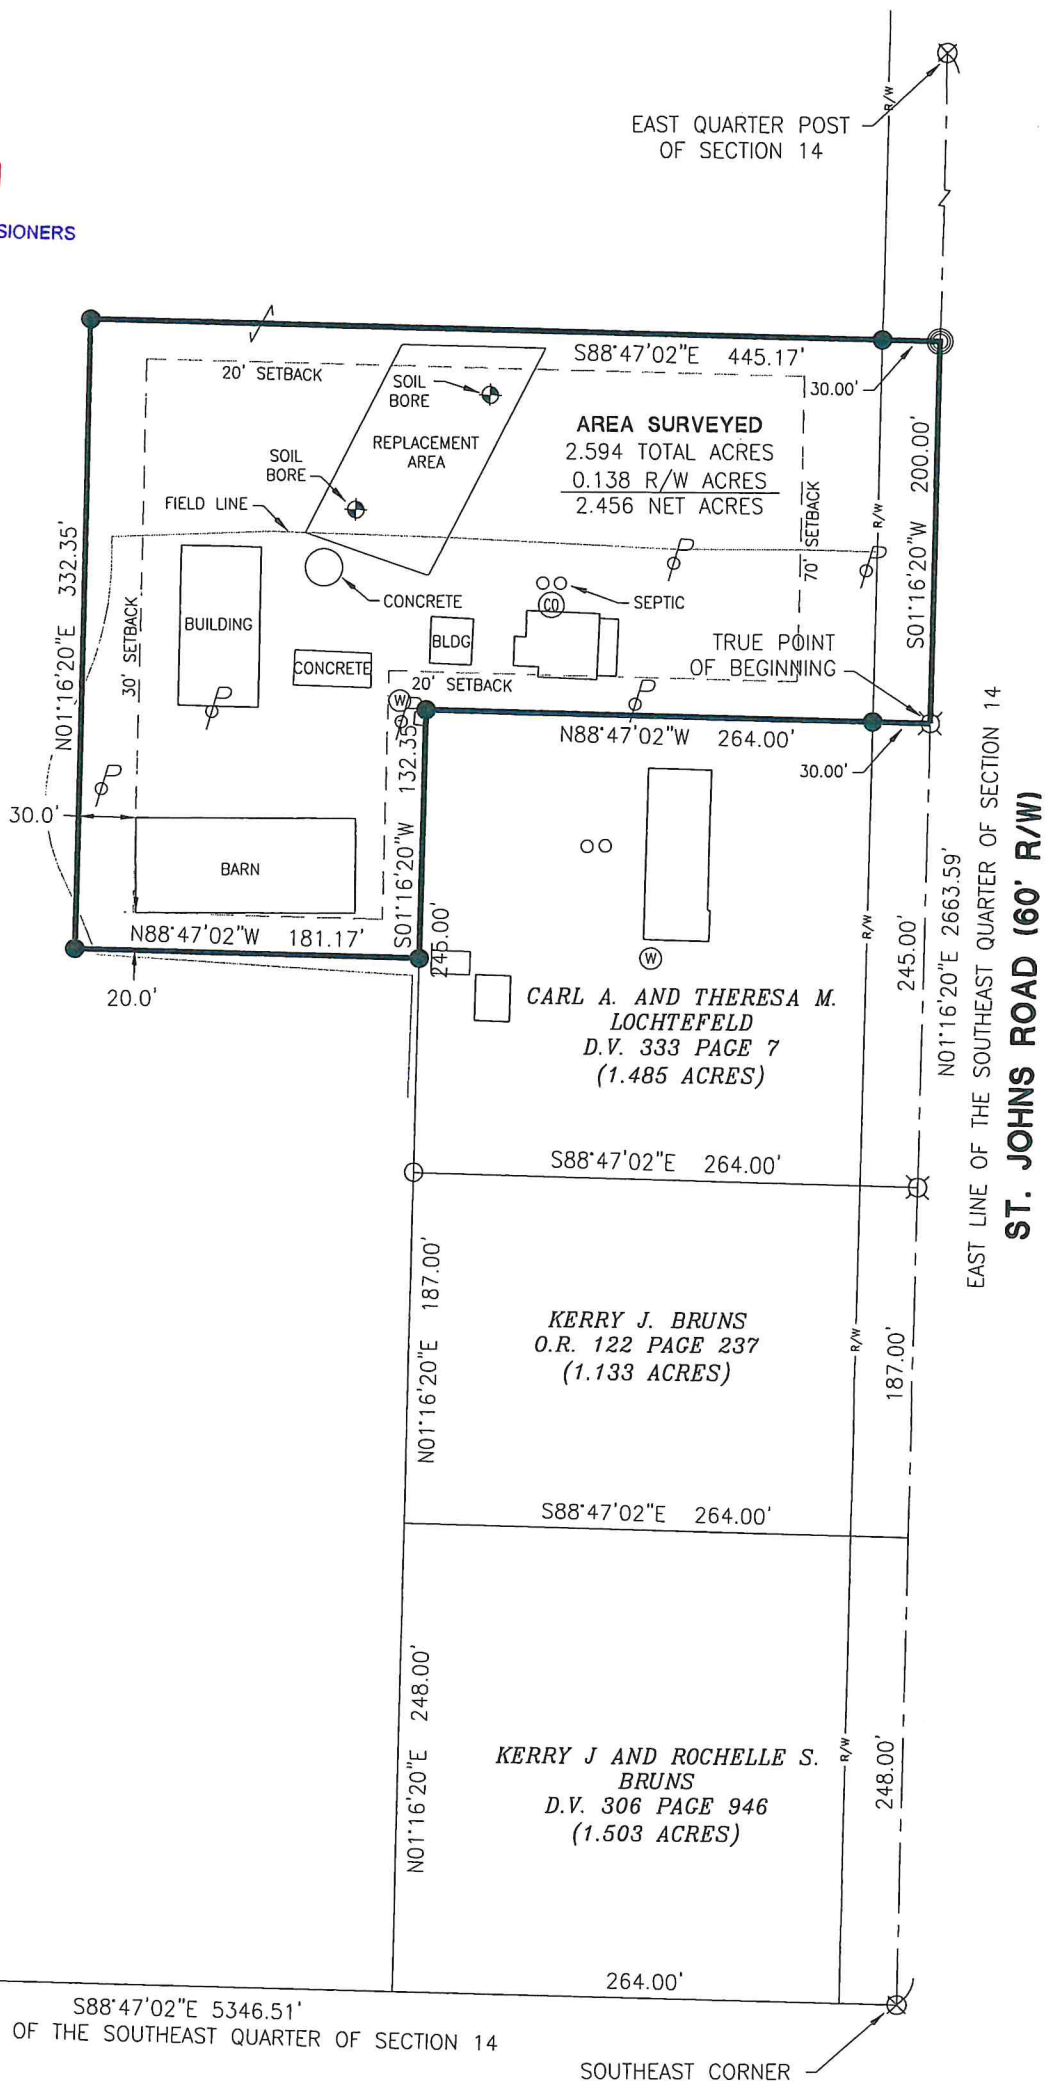 SIONERS
EAST QUARTER POST
OF SECTION 14
R/W
S88°47'02"E 445.17'
30.00'
20' SETBACK
SOIL
BORE
REPLACEMENT
AREA
AREA SURVEYED
2.594 TOTAL ACRES
0.138 R/W ACRES
2.456 NET ACRES
SOIL
BORE
FIELD LINE
70' SETBACK
R/W
S01°16'20"W 200.00'
N01°16'20"E 332.35'
CONCRETE
SEPTIC
CO
BUILDING
BLDG
CONCRETE
30' SETBACK
TRUE POINT
OF BEGINNING
20' SETBACK
W
N88°47'02"W 264.00'
30.00'
S01°16'20"W 132.35'
30.0'
BARN
N88°47'02"W 181.17'
20.0'
245.00'
W
R/W
245.00'
N01°16'20"E 2663.59'
EAST LINE OF THE SOUTHEAST QUARTER OF SECTION 14
ST. JOHNS ROAD (60' R/W)
CARL A. AND THERESA M.
LOCHTEFELD
D.V. 333 PAGE 7
(1.485 ACRES)
S88°47'02"E 264.00'
N01°16'20"E 187.00'
KERRY J. BRUNS
O.R. 122 PAGE 237
(1.133 ACRES)
R/W
187.00'
S88°47'02"E 264.00'
N01°16'20"E 248.00'
KERRY J AND ROCHELLE S.
BRUNS
D.V. 306 PAGE 946
(1.503 ACRES)
R/W
248.00'
264.00'
S88°47'02"E 5346.51'
OF THE SOUTHEAST QUARTER OF SECTION 14
SOUTHEAST CORNER